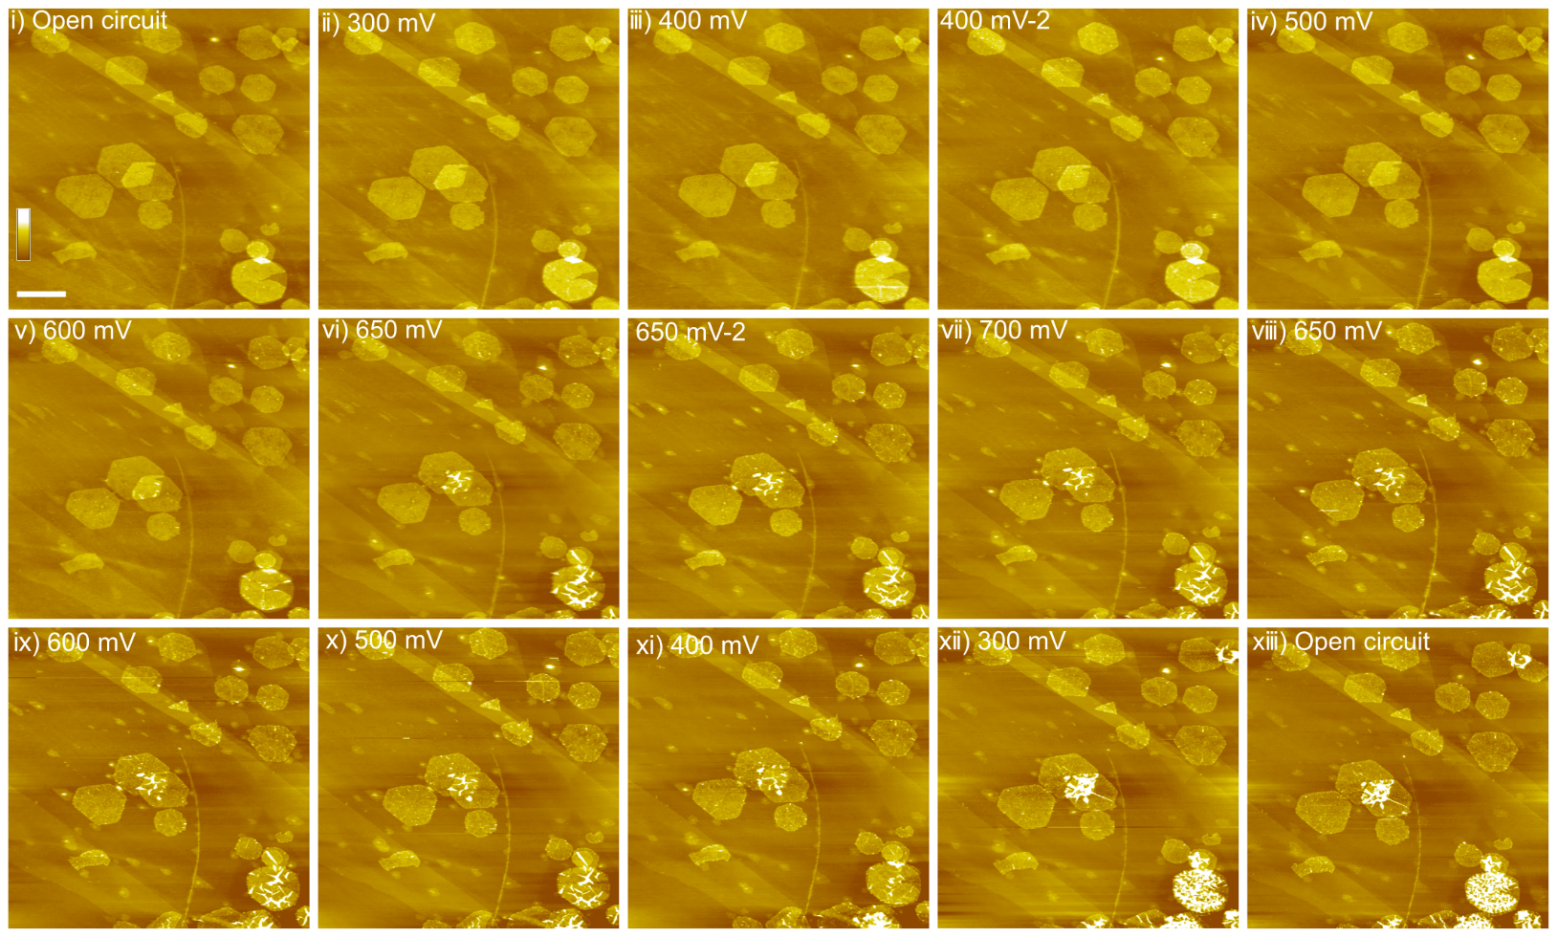 i) Open circuit
ii) 300 mV
iii) 400 mV
400 mV-2
iv) 500 mV
v) 600 mV
vi) 650 mV
650 mV-2
vii) 700 mV
viii) 650 mV
ix) 600 mV
x) 500 mV
xi) 400 mV
xii) 300 mV
xiii) Open circuit